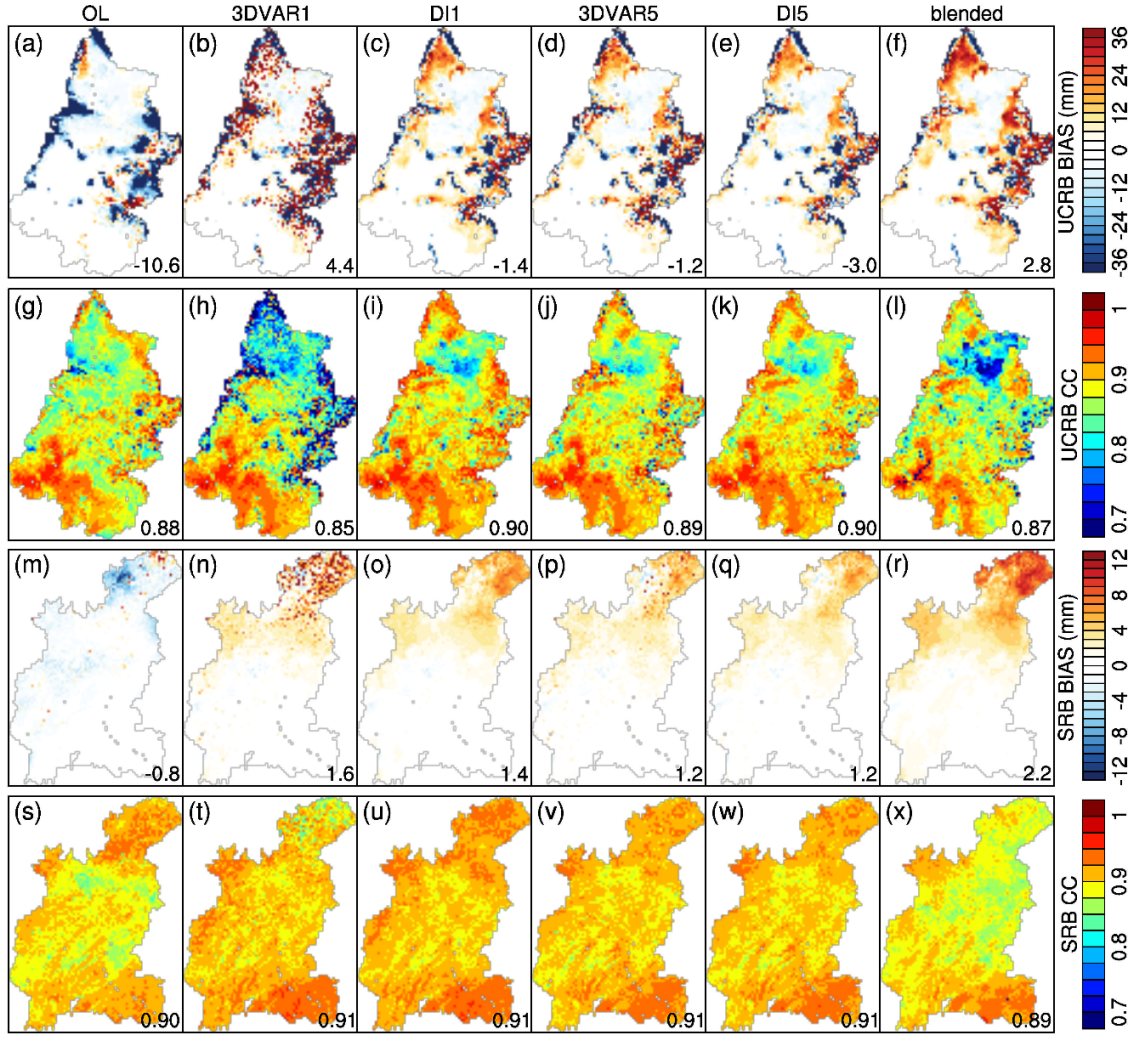 OL 3DVAR1 DI1 3DVAR5 DI5 blended
(a) (b) (c) (d) (e) (f)
-10.6 4.4 -1.4 -1.2 -3.0 2.8
36 24 12 0 -12 -24 -36
UCRB BIAS (mm)
(g) (h) (i) (j) (k) (l)
0.88 0.85 0.90 0.89 0.90 0.87
1 0.9 0.8 0.7
UCRB CC
(m) (n) (o) (p) (q) (r)
-0.8 1.6 1.4 1.2 1.2 2.2
12 8 4 0 -4 -8 -12
SRB BIAS (mm)
(s) (t) (u) (v) (w) (x)
0.90 0.91 0.91 0.91 0.91 0.89
1 0.9 0.8 0.7
SRB CC